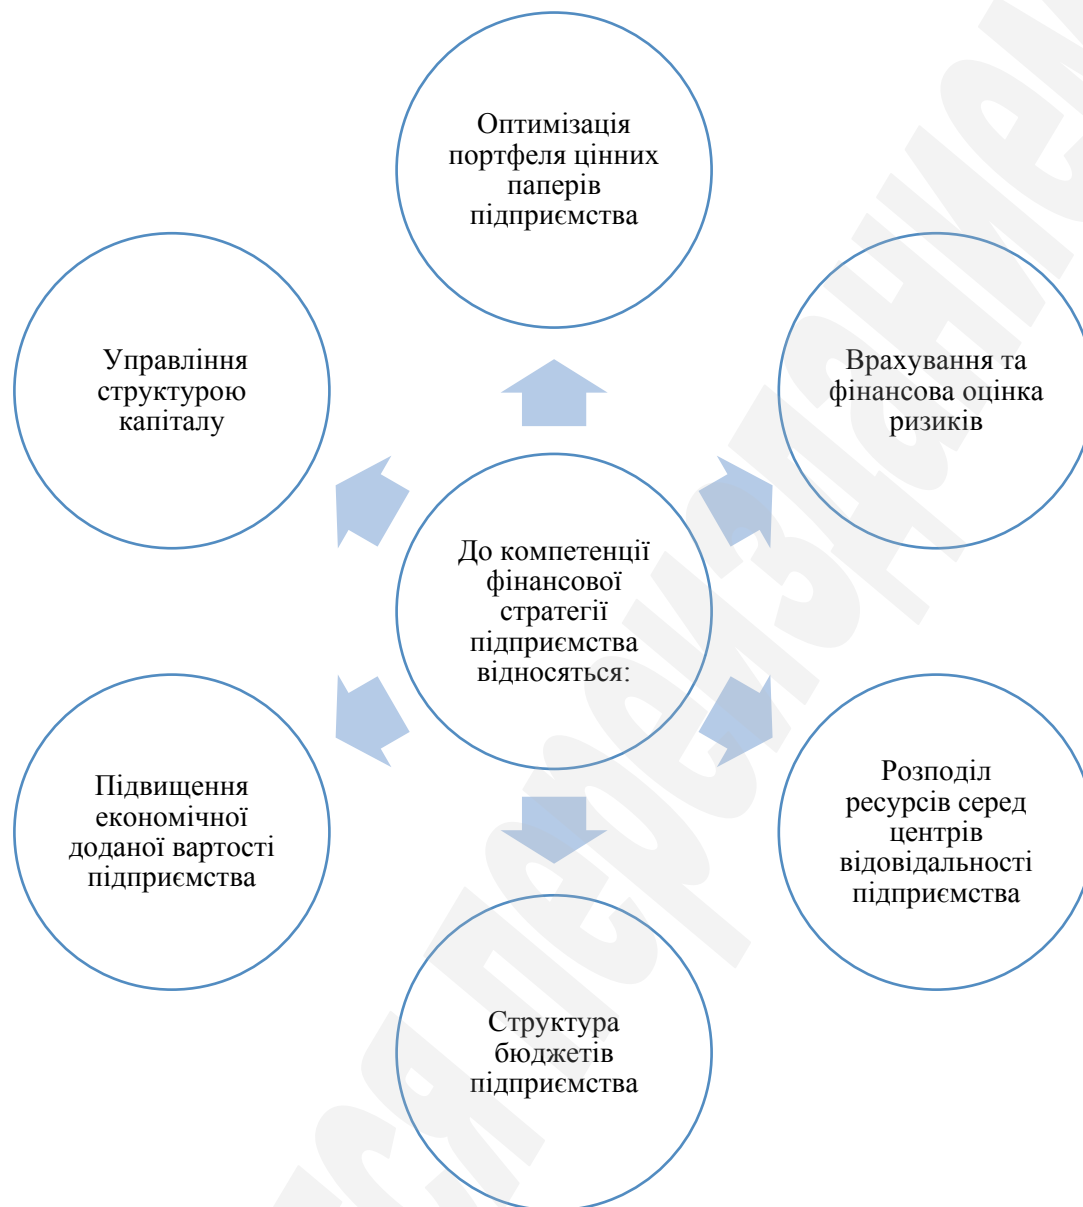 Оптимізація
портфеля цінних
паперів
підприємства
Управління
структурою
капіталу
Врахування та
фінансова оцінка
ризиків
До компетенції
фінансової
стратегії
підприємства
відносяться:
Підвищення
економічної
доданої вартості
підприємства
Розподіл
ресурсів серед
центрів
відовідальності
підприємства
Структура
бюджетів
підприємства